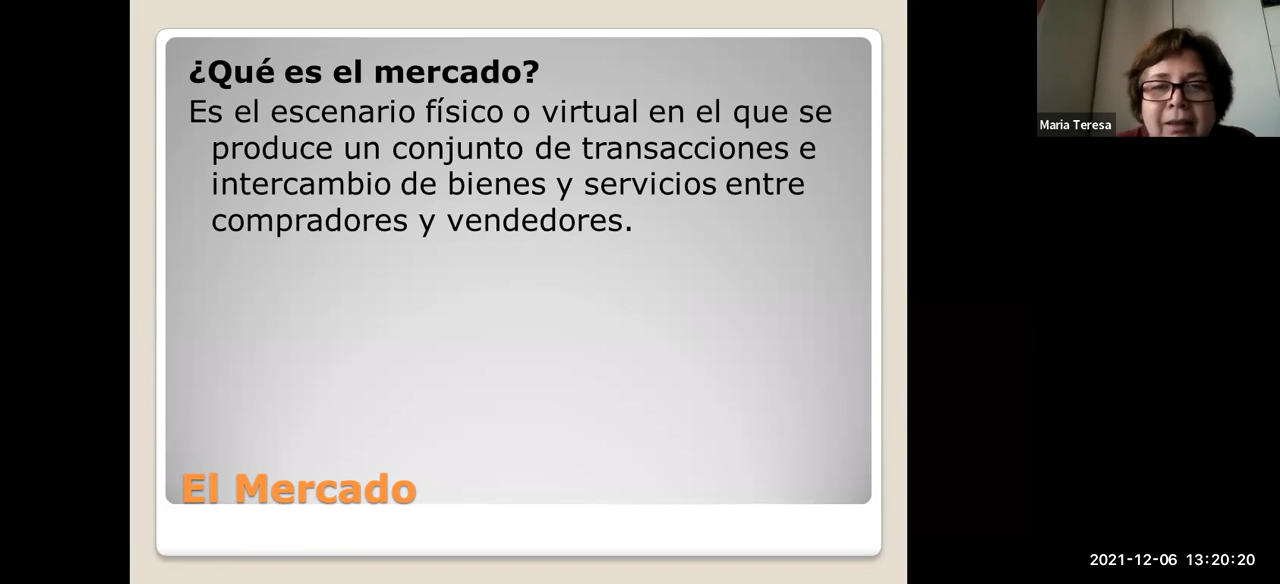 ¿Qué es el mercado?
Es el escenario físico o virtual en el que se
produce un conjunto de transacciones e
intercambio de bienes y servicios entre
compradores y vendedores.
El Mercado
Maria Teresa
2021-12-06 13:20:20